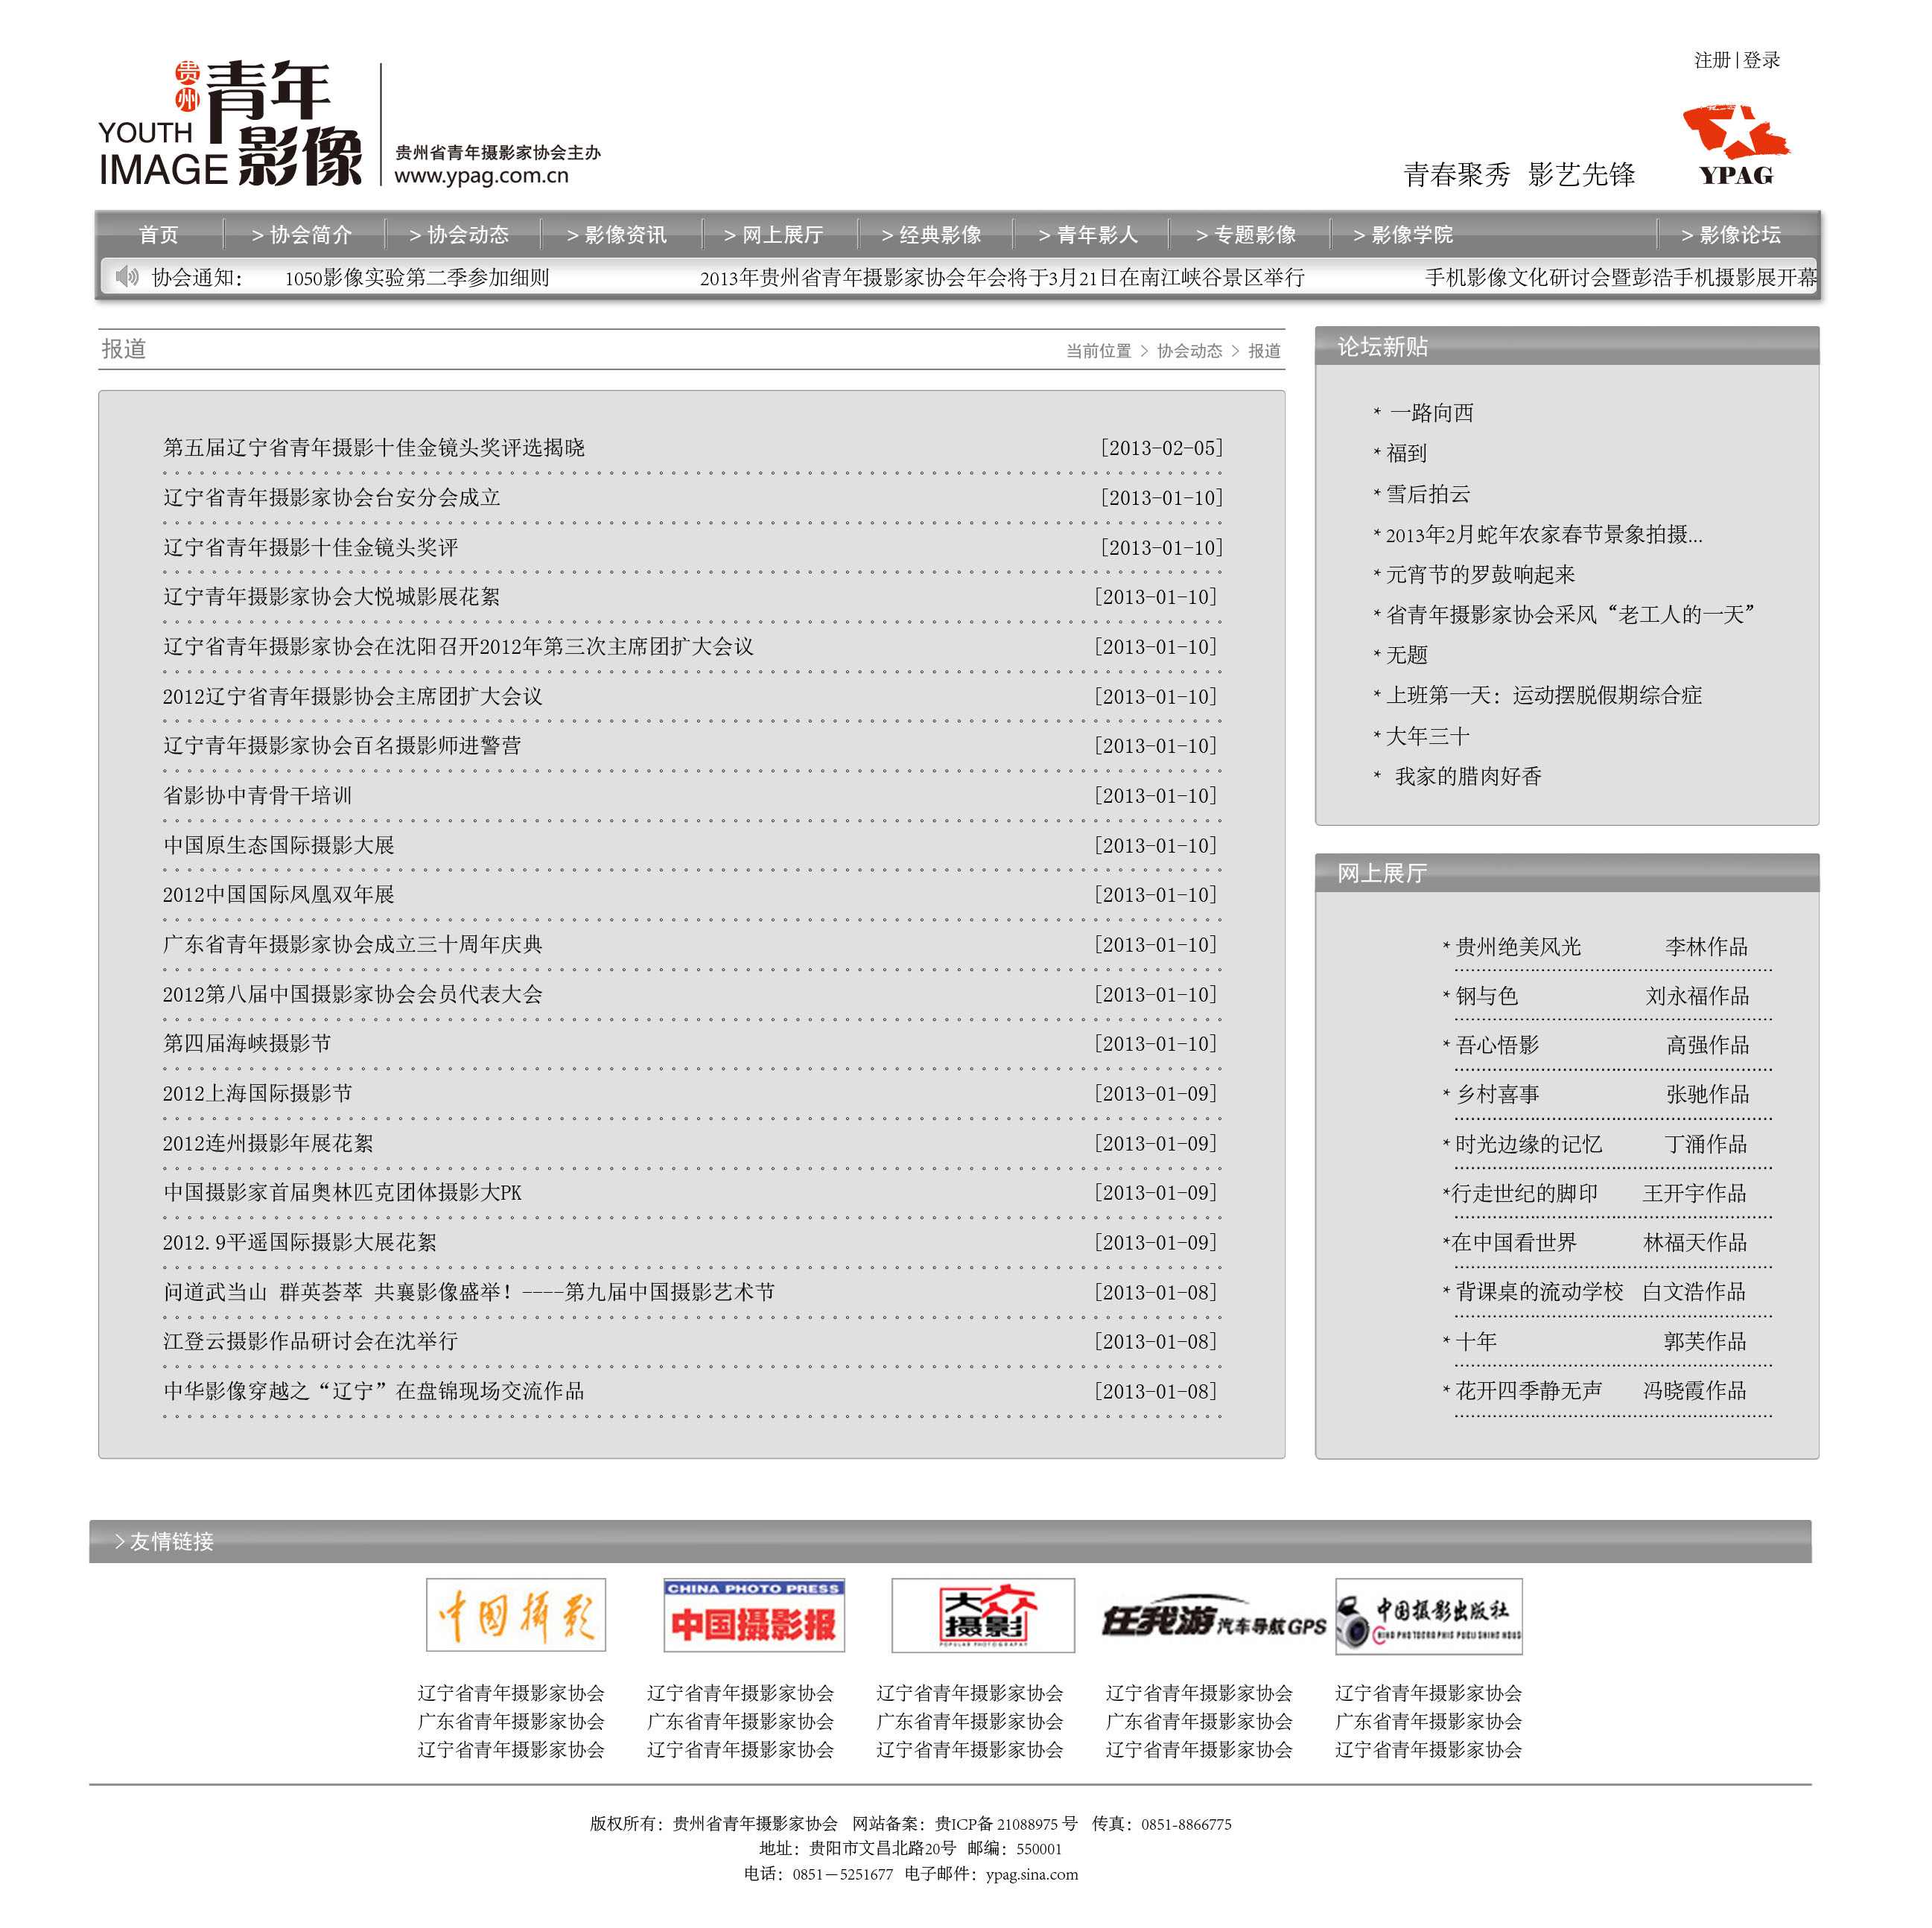 注册 | 登录
贵州
青年
影像
YOUTH
IMAGE
贵州省青年摄影家协会主办
www.ypag.com.cn
青春聚秀 影艺先锋
YPAG
首页 > 协会简介 > 协会动态 > 影像资讯 > 网上展厅 > 经典影像 > 青年影人 > 专题影像 > 影像学院 > 影像论坛
协会通知： 1050影像实验第二季参加细则 2013年贵州省青年摄影家协会年会将于3月21日在南江峡谷景区举行 手机影像文化研讨会暨彭浩手机摄影展开幕
报道 当前位置 > 协会动态 > 报道
第五届辽宁省青年摄影十佳金镜头奖评选揭晓 [2013-02-05]
辽宁省青年摄影家协会台安分会成立 [2013-01-10]
辽宁省青年摄影十佳金镜头奖评 [2013-01-10]
辽宁青年摄影家协会大悦城影展花絮 [2013-01-10]
辽宁省青年摄影家协会在沈阳召开2012年第三次主席团扩大会议 [2013-01-10]
2012辽宁省青年摄影协会主席团扩大会议 [2013-01-10]
辽宁青年摄影家协会百名摄影师进警营 [2013-01-10]
省影协中青骨干培训 [2013-01-10]
中国原生态国际摄影大展 [2013-01-10]
2012中国国际凤凰双年展 [2013-01-10]
广东省青年摄影家协会成立三十周年庆典 [2013-01-10]
2012第八届中国摄影家协会会员代表大会 [2013-01-10]
第四届海峡摄影节 [2013-01-10]
2012上海国际摄影节 [2013-01-09]
2012连州摄影年展花絮 [2013-01-09]
中国摄影家首届奥林匹克团体摄影大PK [2013-01-09]
2012.9平遥国际摄影大展花絮 [2013-01-09]
问道武当山 群英荟萃 共襄影像盛举！----第九届中国摄影艺术节 [2013-01-08]
江登云摄影作品研讨会在沈举行 [2013-01-08]
中华影像穿越之“辽宁”在盘锦现场交流作品 [2013-01-08]
论坛新贴
* 一路向西
* 福到
* 雪后拍云
* 2013年2月蛇年农家春节景象拍摄...
* 元宵节的罗鼓响起来
* 省青年摄影家协会采风“老工人的一天”
* 无题
* 上班第一天：运动摆脱假期综合症
* 大年三十
* 我家的腊肉好香
网上展厅
* 贵州绝美风光 李林作品
* 钢与色 刘永福作品
* 吾心悟影 高强作品
* 乡村喜事 张驰作品
* 时光边缘的记忆 丁涌作品
*行走世纪的脚印 王开宇作品
*在中国看世界 林福天作品
* 背课桌的流动学校 白文浩作品
* 十年 郭芙作品
* 花开四季静无声 冯晓霞作品
> 友情链接
中国摄影
CHINA PHOTO PRESS
中国摄影报
大众
摄影
POPULAR PHOTOGRAPHY
任我游 汽车导航GPS
中国摄影出版社
辽宁省青年摄影家协会 辽宁省青年摄影家协会 辽宁省青年摄影家协会 辽宁省青年摄影家协会 辽宁省青年摄影家协会
广东省青年摄影家协会 广东省青年摄影家协会 广东省青年摄影家协会 广东省青年摄影家协会 广东省青年摄影家协会
辽宁省青年摄影家协会 辽宁省青年摄影家协会 辽宁省青年摄影家协会 辽宁省青年摄影家协会 辽宁省青年摄影家协会
版权所有：贵州省青年摄影家协会 网站备案：贵ICP备 21088975 号 传真：0851-8866775
地址：贵阳市文昌北路20号 邮编：550001
电话：0851－5251677 电子邮件：ypag.sina.com